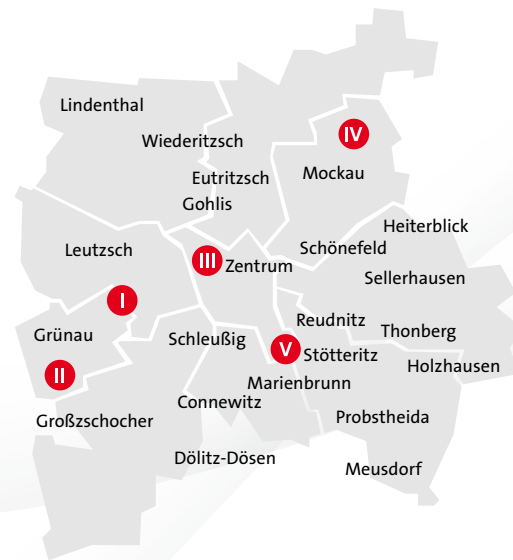 Lindenthal
IV
Wiederitzsch
Mockau
Eutritzsch
Gohlis
Heiterblick
Leutzsch
Schönefeld
III
Zentrum
Sellerhausen
I
Reudnitz
Thonberg
Grünau
Schleußig
V
Stötteritz
Holzhausen
II
Marienbrunn
Connewitz
Großzschocher
Probstheida
Dölitz-Dösen
Meusdorf